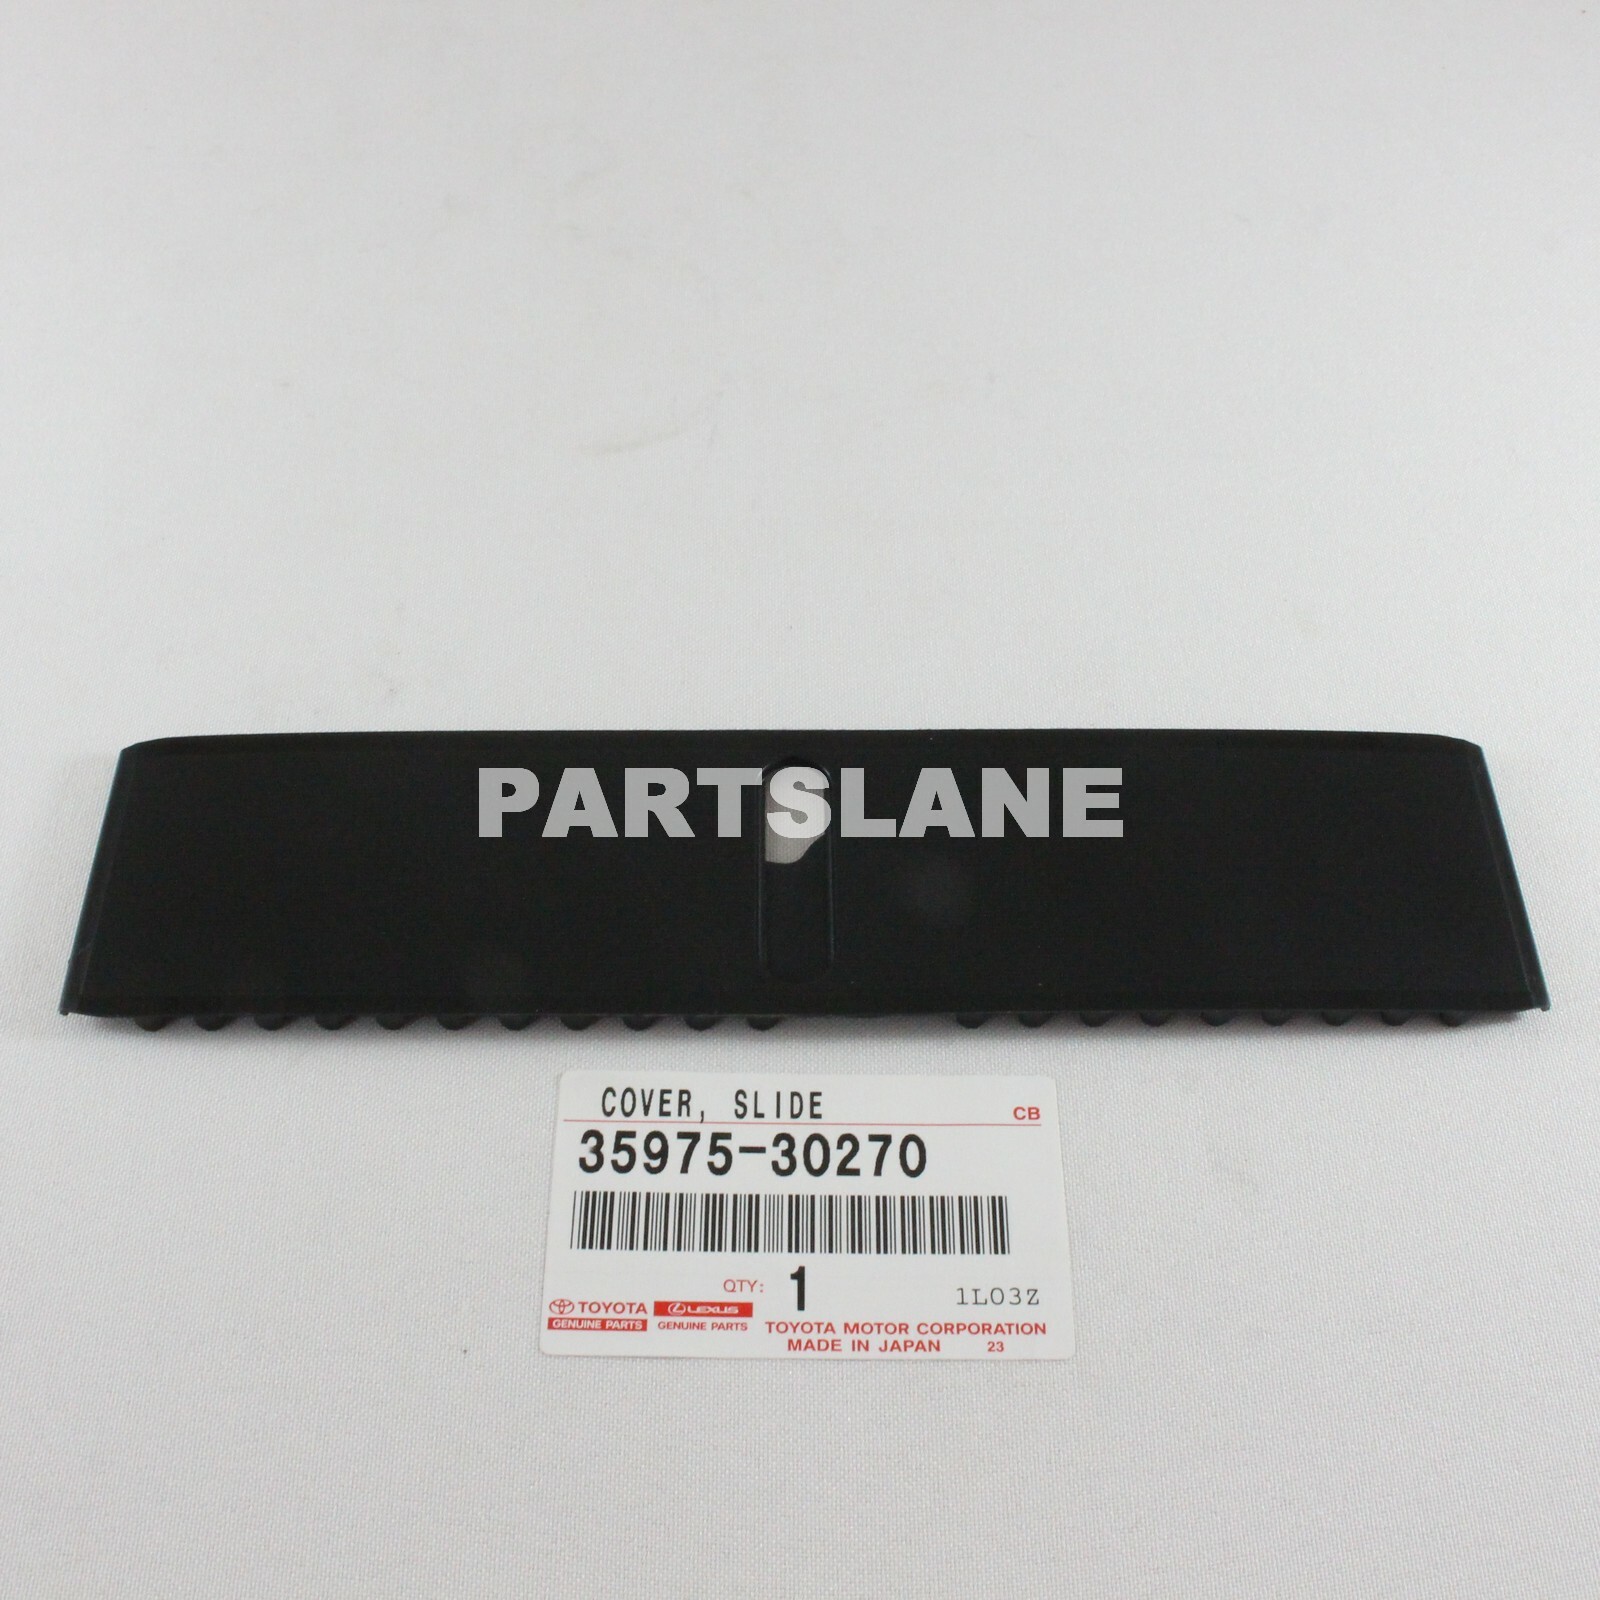 PARTSLANE
COVER, SLIDE
CB
35975-30270
QTY: 1
1L03Z
TOYOTA LEXUS
GENUINE PARTS GENUINE PARTS
TOYOTA MOTOR CORPORATION
MADE IN JAPAN 23